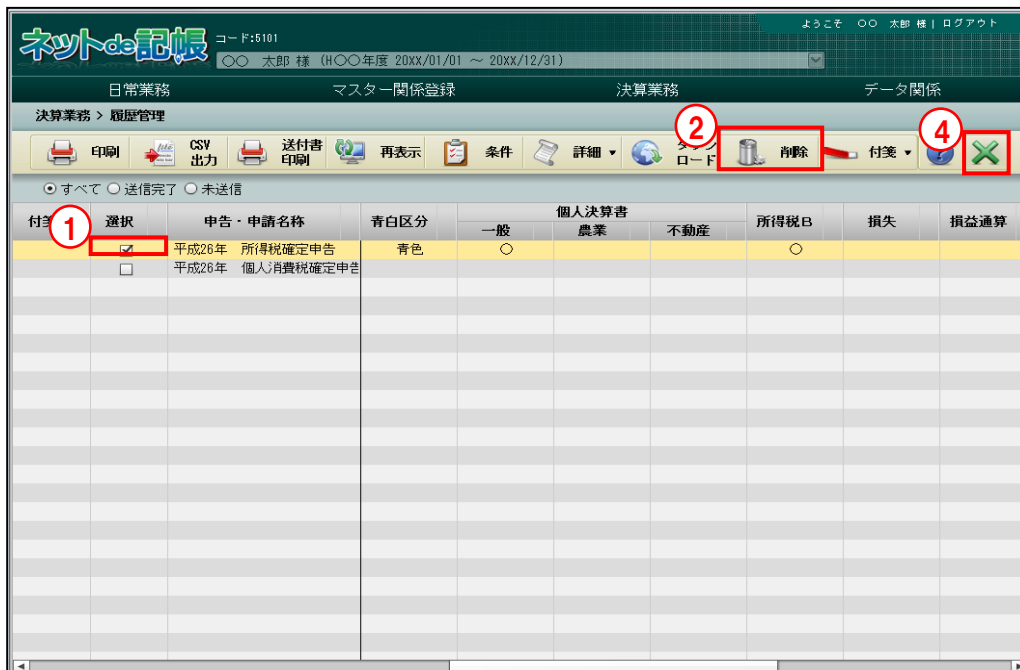 ようこそ ○○ 太郎 様 | ログアウト
ネットde記帳
コード:5101
○○ 太郎 様 (H○○年度 20XX/01/01 ～ 20XX/12/31)
日常業務 マスター関係登録 決算業務 データ関係
決算業務 > 履歴管理
② ④
印刷 CSV出力 送付書印刷 再表示 条件 詳細 ▼ ロード 削除 付箋 ▼ ?
すべて 送信完了 未送信
①
付 選択 申告・申請名称 青白区分 個人決算書 所得税B 損失 損益通算
一般 農業 不動産
平成26年 所得税確定申告 青色 ○ ○
平成26年 個人消費税確定申告